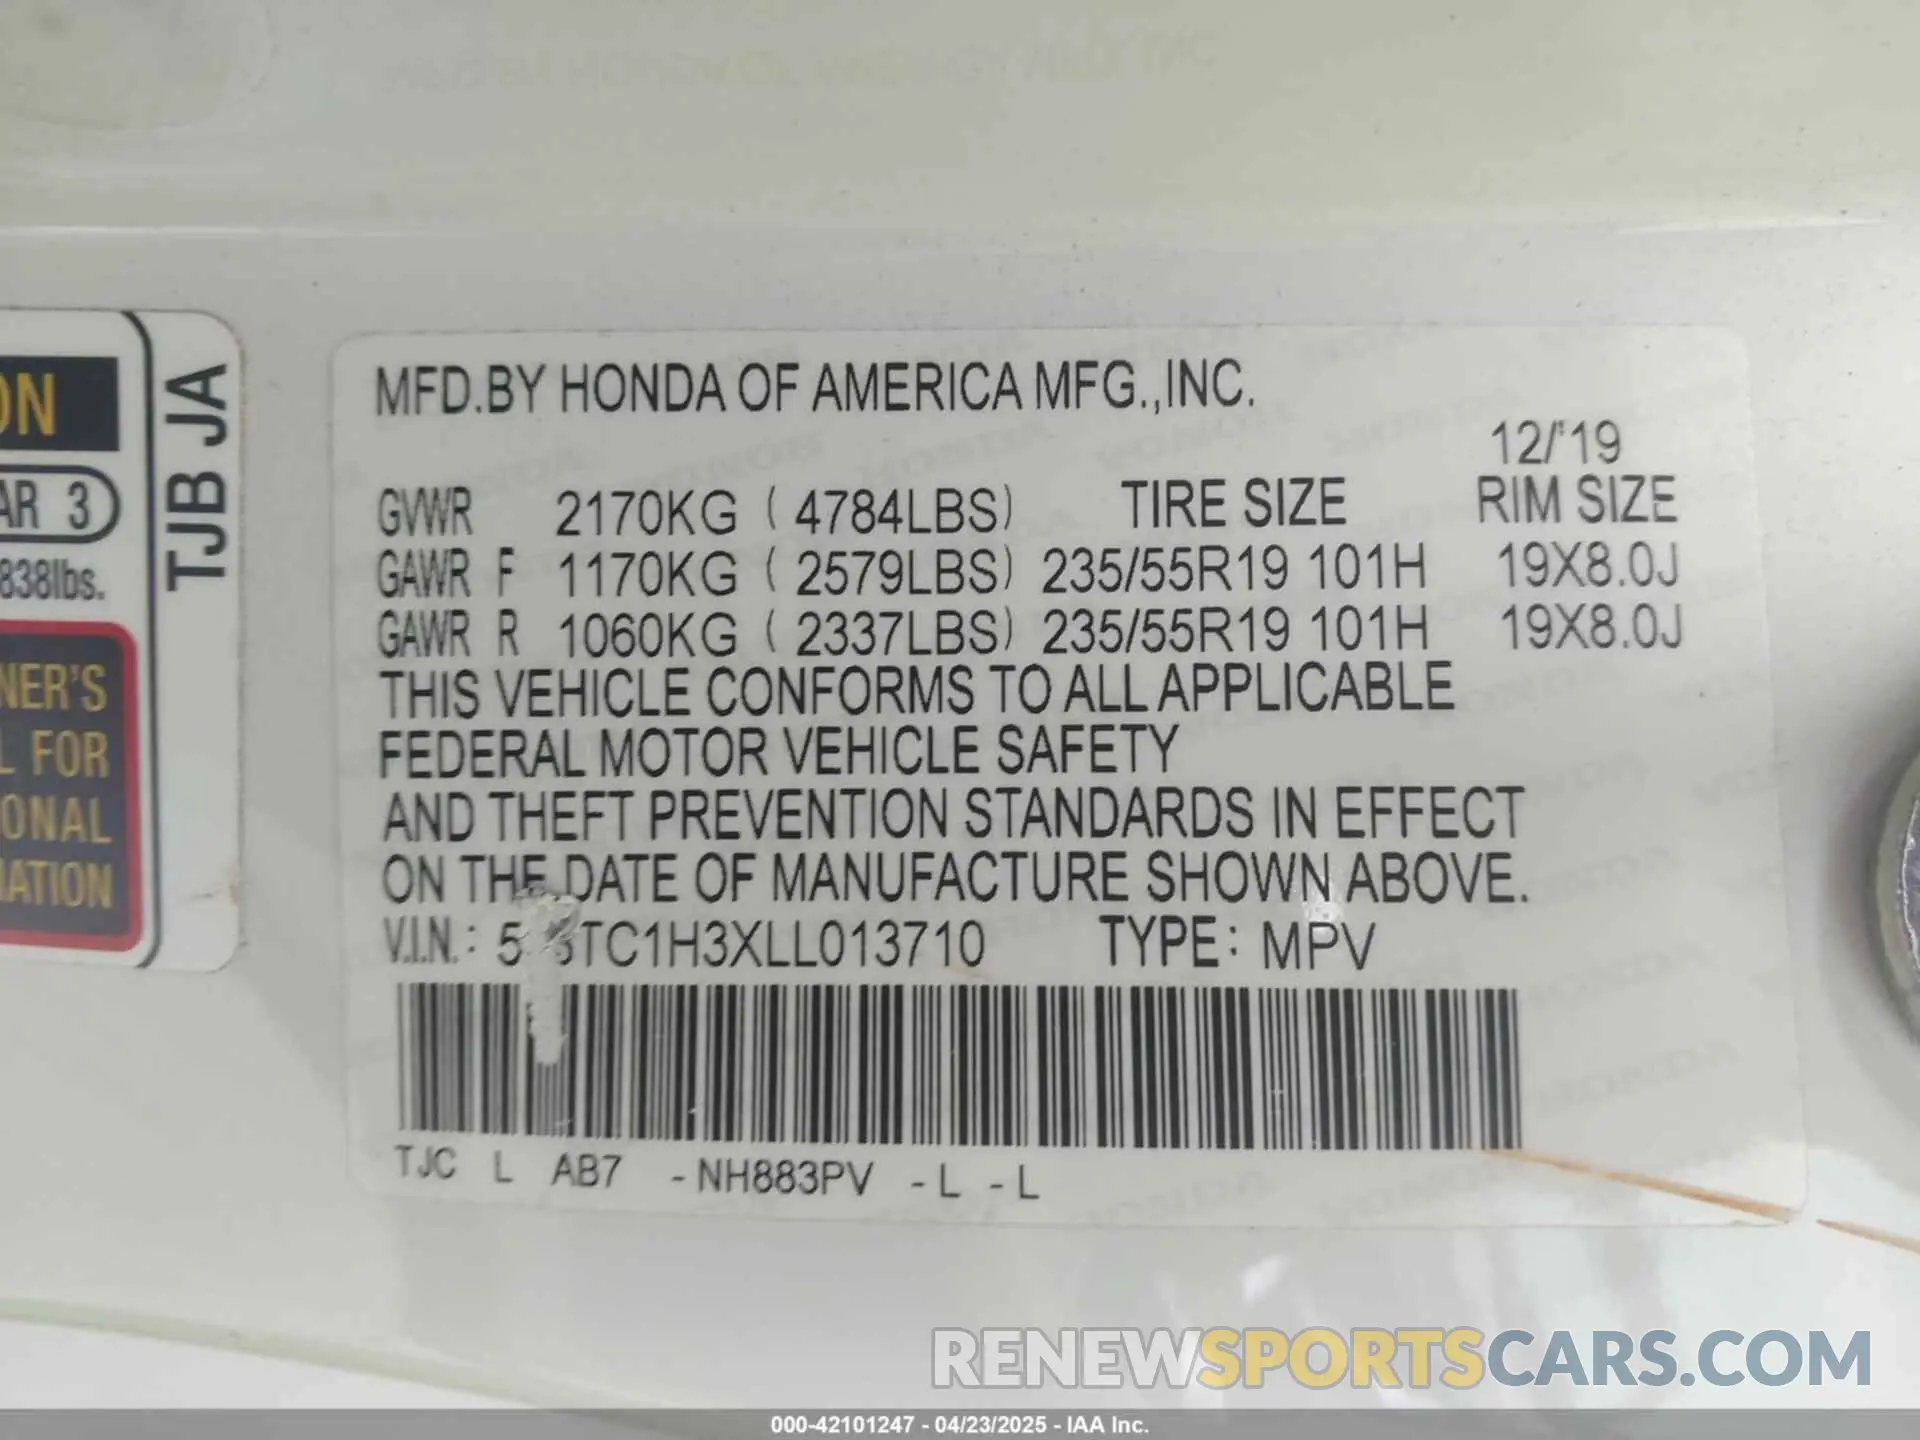 ON
AR 3
838lbs.
NER'S
L FOR
ONAL
MATION
TJB JA
MFD.BY HONDA OF AMERICA MFG.,INC.
12/'19
GVWR 2170KG ( 4784LBS) TIRE SIZE RIM SIZE
GAWR F 1170KG ( 2579LBS) 235/55R19 101H 19X8.0J
GAWR R 1060KG ( 2337LBS) 235/55R19 101H 19X8.0J
THIS VEHICLE CONFORMS TO ALL APPLICABLE
FEDERAL MOTOR VEHICLE SAFETY
AND THEFT PREVENTION STANDARDS IN EFFECT
ON THE DATE OF MANUFACTURE SHOWN ABOVE.
V.I.N.: TYPE: MPV
TJC L AB7 -NH883PV -L -L
RENEWSPORTSCARS.COM
000-42101247 - 04/23/2025 - IAA Inc.